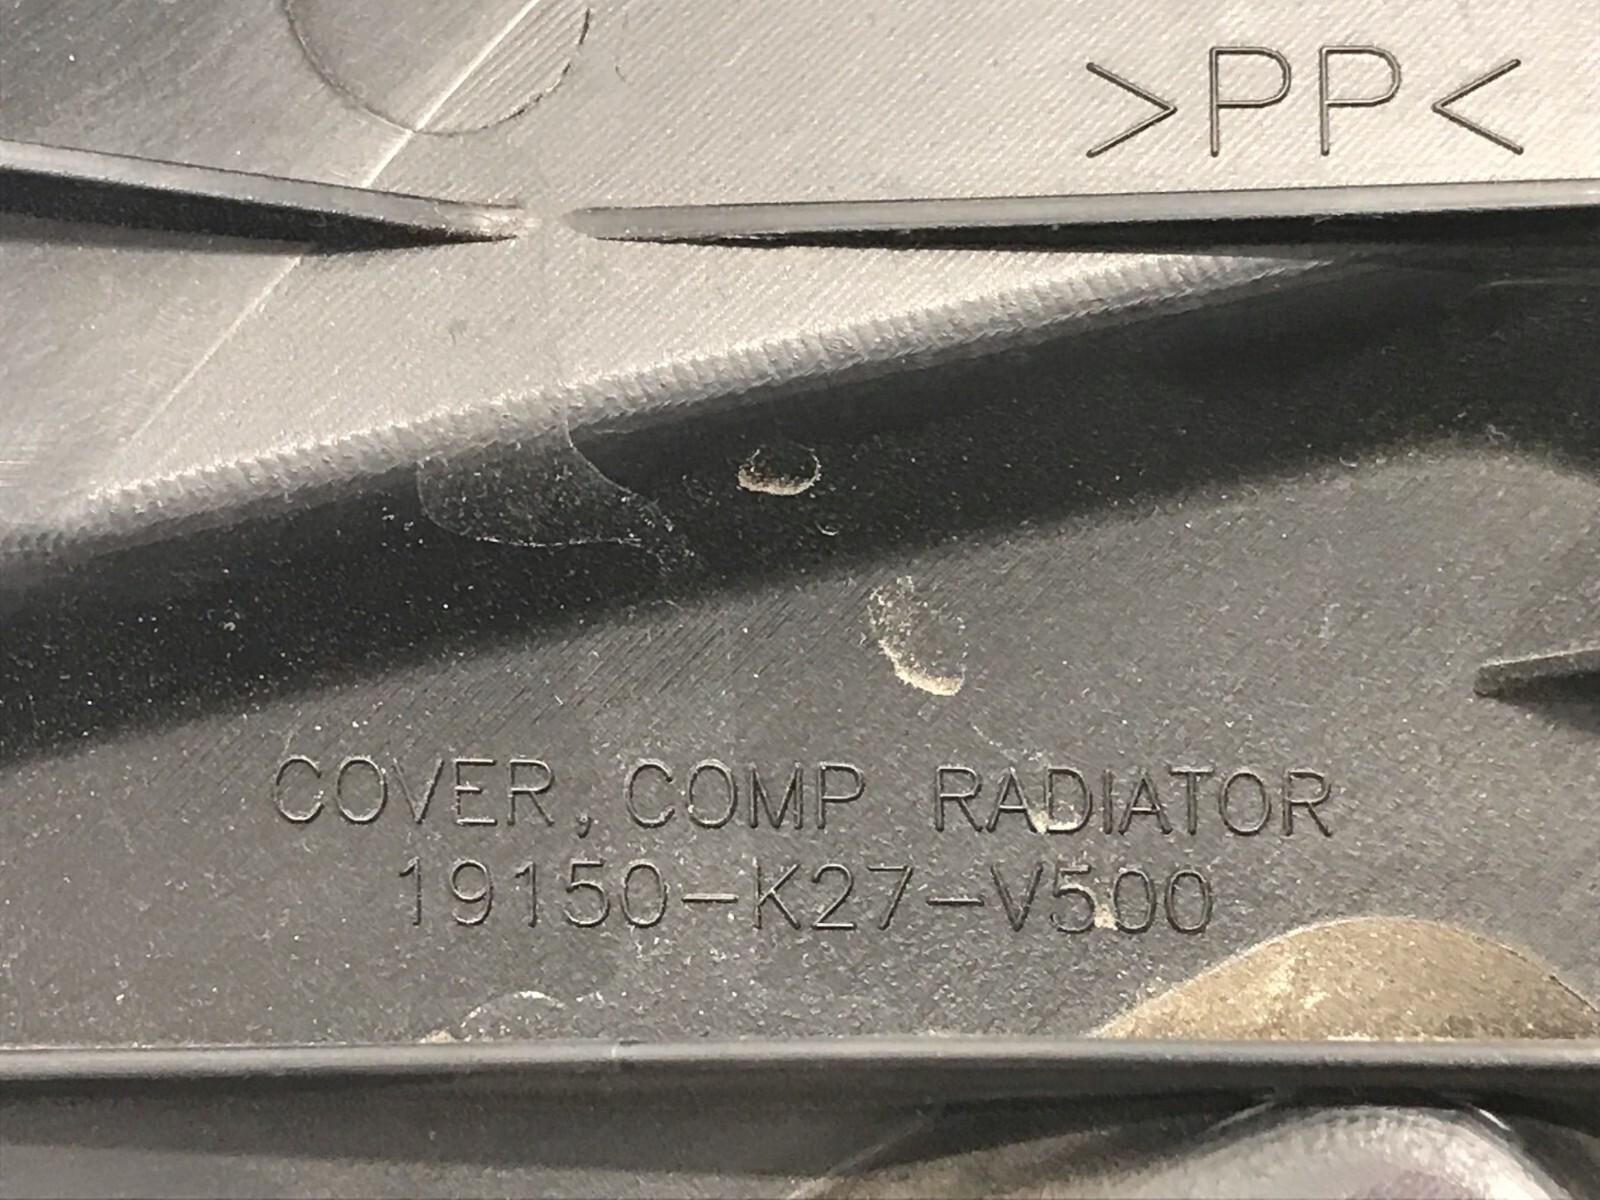 >PP<
COVER, COMP RADIATOR
19150-K27-V500